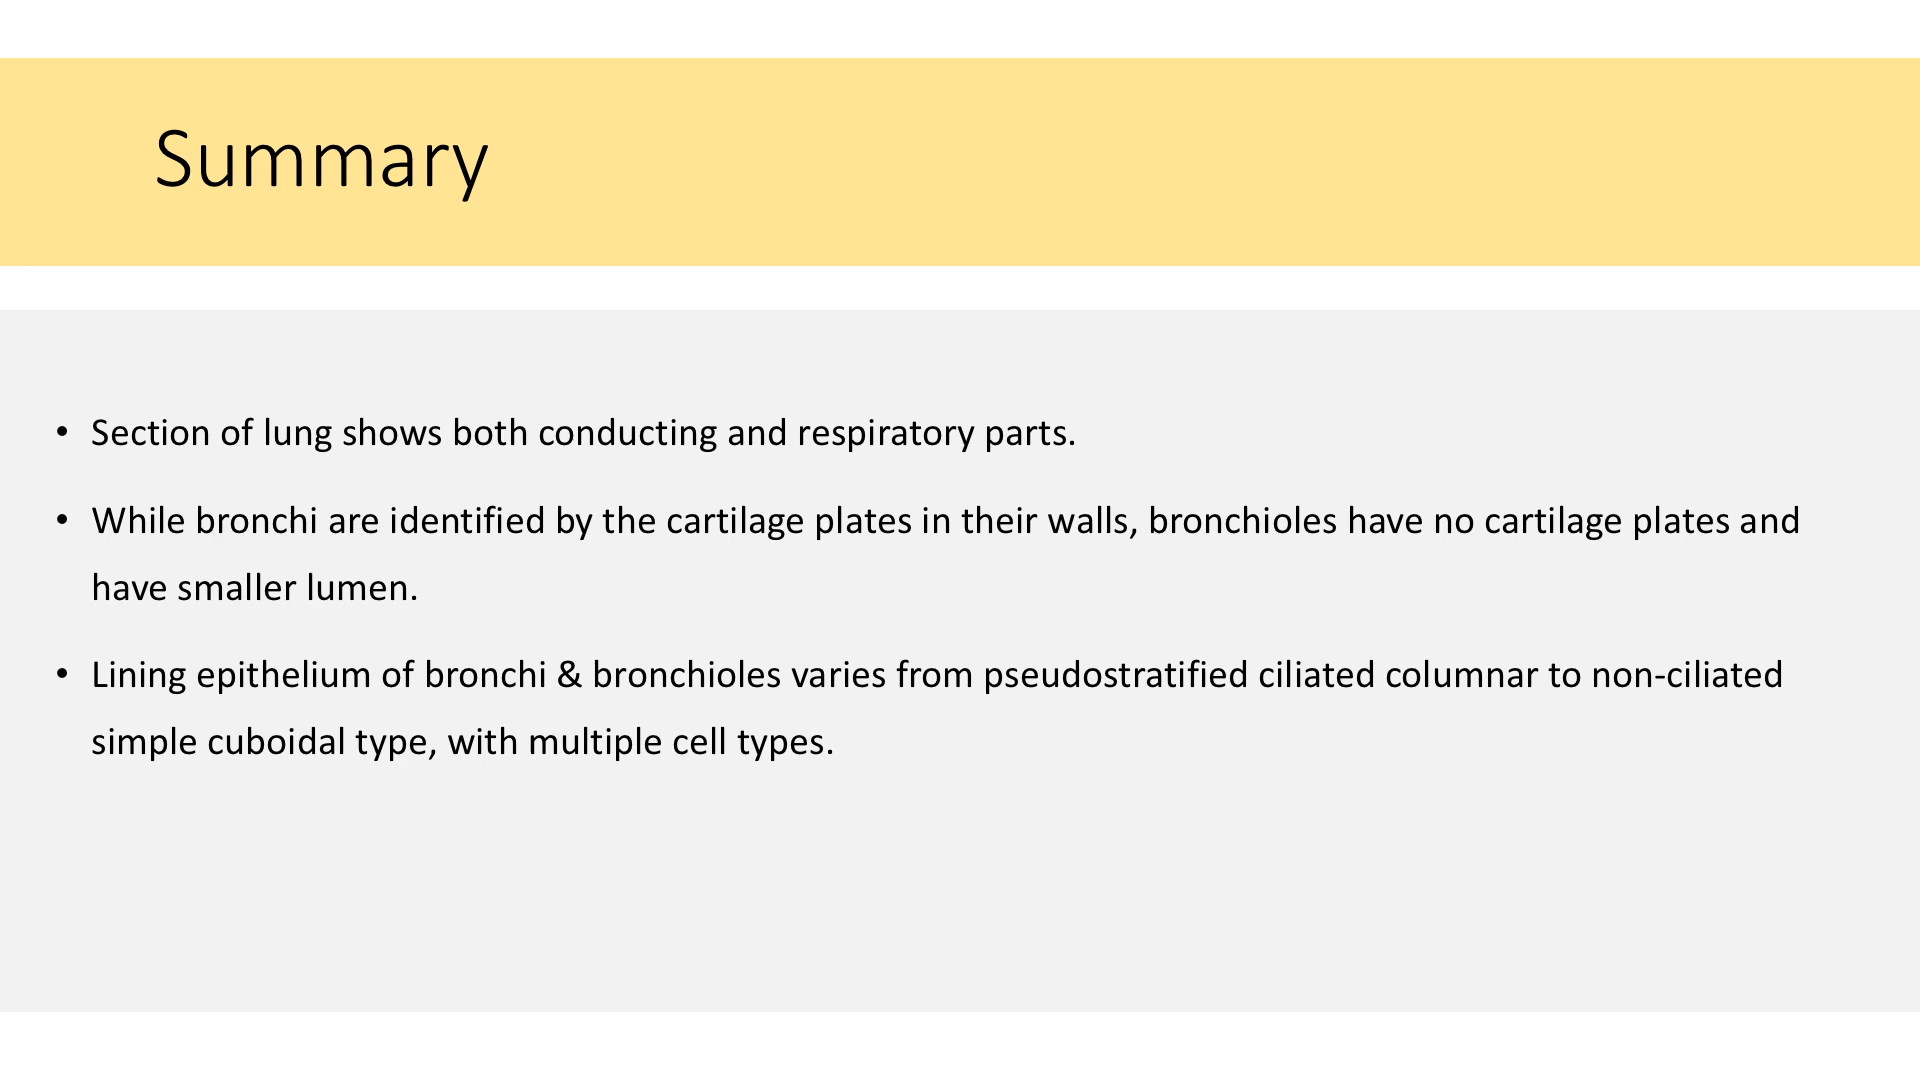 Summary
• Section of lung shows both conducting and respiratory parts.
• While bronchi are identified by the cartilage plates in their walls, bronchioles have no cartilage plates and
have smaller lumen.
• Lining epithelium of bronchi & bronchioles varies from pseudostratified ciliated columnar to non-ciliated
simple cuboidal type, with multiple cell types.